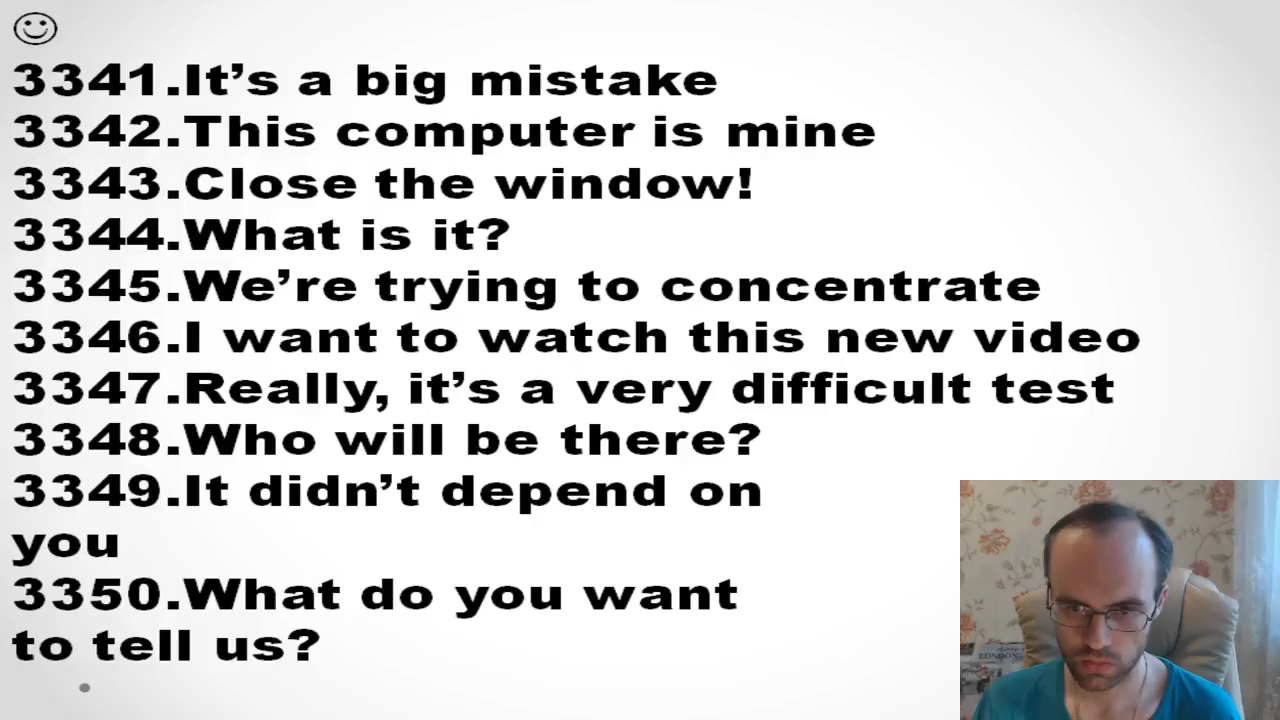 3341.It’s a big mistake
3342.This computer is mine
3343.Close the window!
3344.What is it?
3345.We’re trying to concentrate
3346.I want to watch this new video
3347.Really, it’s a very difficult test
3348.Who will be there?
3349.It didn’t depend on
you
3350.What do you want
to tell us?
LONDON